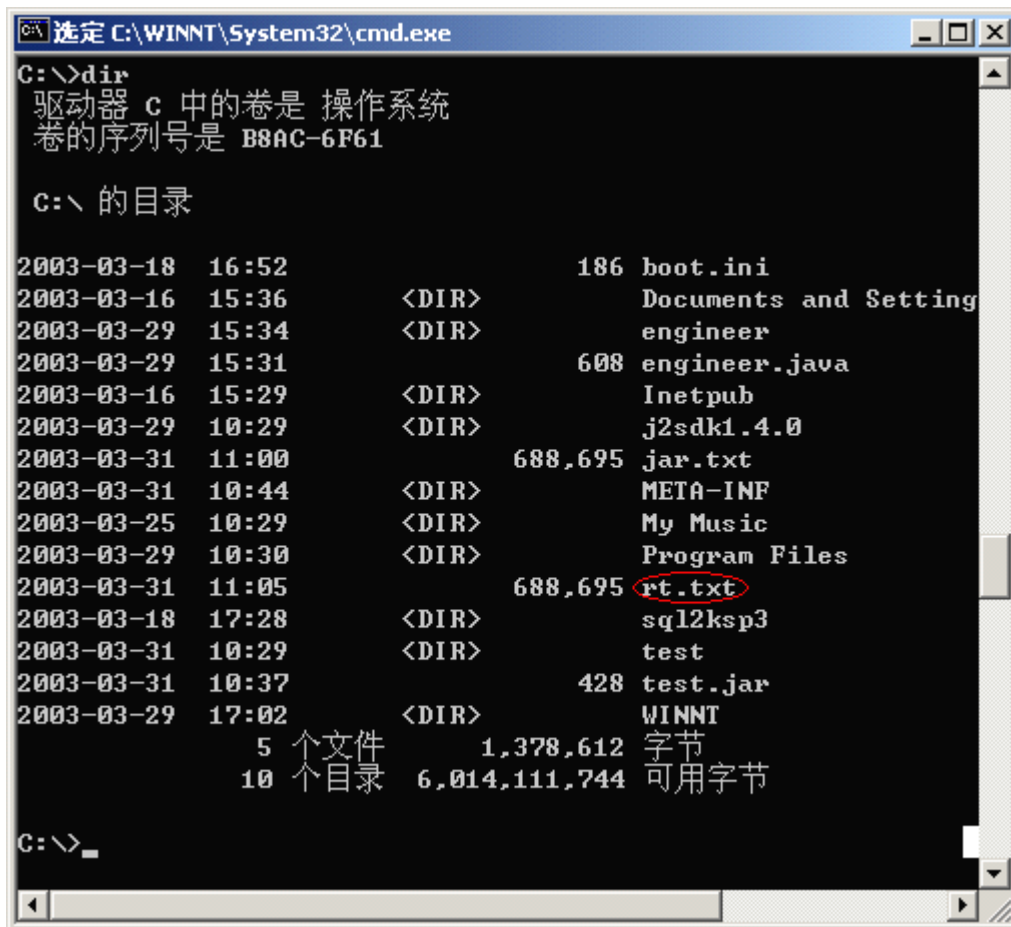 选定 C:\WINNT\System32\cmd.exe
C:\>dir
驱动器 C 中的卷是 操作系统
卷的序列号是 B8AC-6F61
C:\ 的目录
2003-03-18 16:52 186 boot.ini
2003-03-16 15:36 <DIR> Documents and Setting
2003-03-29 15:34 <DIR> engineer
2003-03-29 15:31 608 engineer.java
2003-03-16 15:29 <DIR> Inetpub
2003-03-29 10:29 <DIR> j2sdk1.4.0
2003-03-31 11:00 688,695 jar.txt
2003-03-31 10:44 <DIR> META-INF
2003-03-25 10:29 <DIR> My Music
2003-03-29 10:30 <DIR> Program Files
2003-03-31 11:05 688,695 rt.txt
2003-03-18 17:28 <DIR> sql2ksp3
2003-03-31 10:29 <DIR> test
2003-03-31 10:37 428 test.jar
2003-03-29 17:02 <DIR> WINNT
5 个文件 1,378,612 字节
10 个目录 6,014,111,744 可用字节
C:\>_